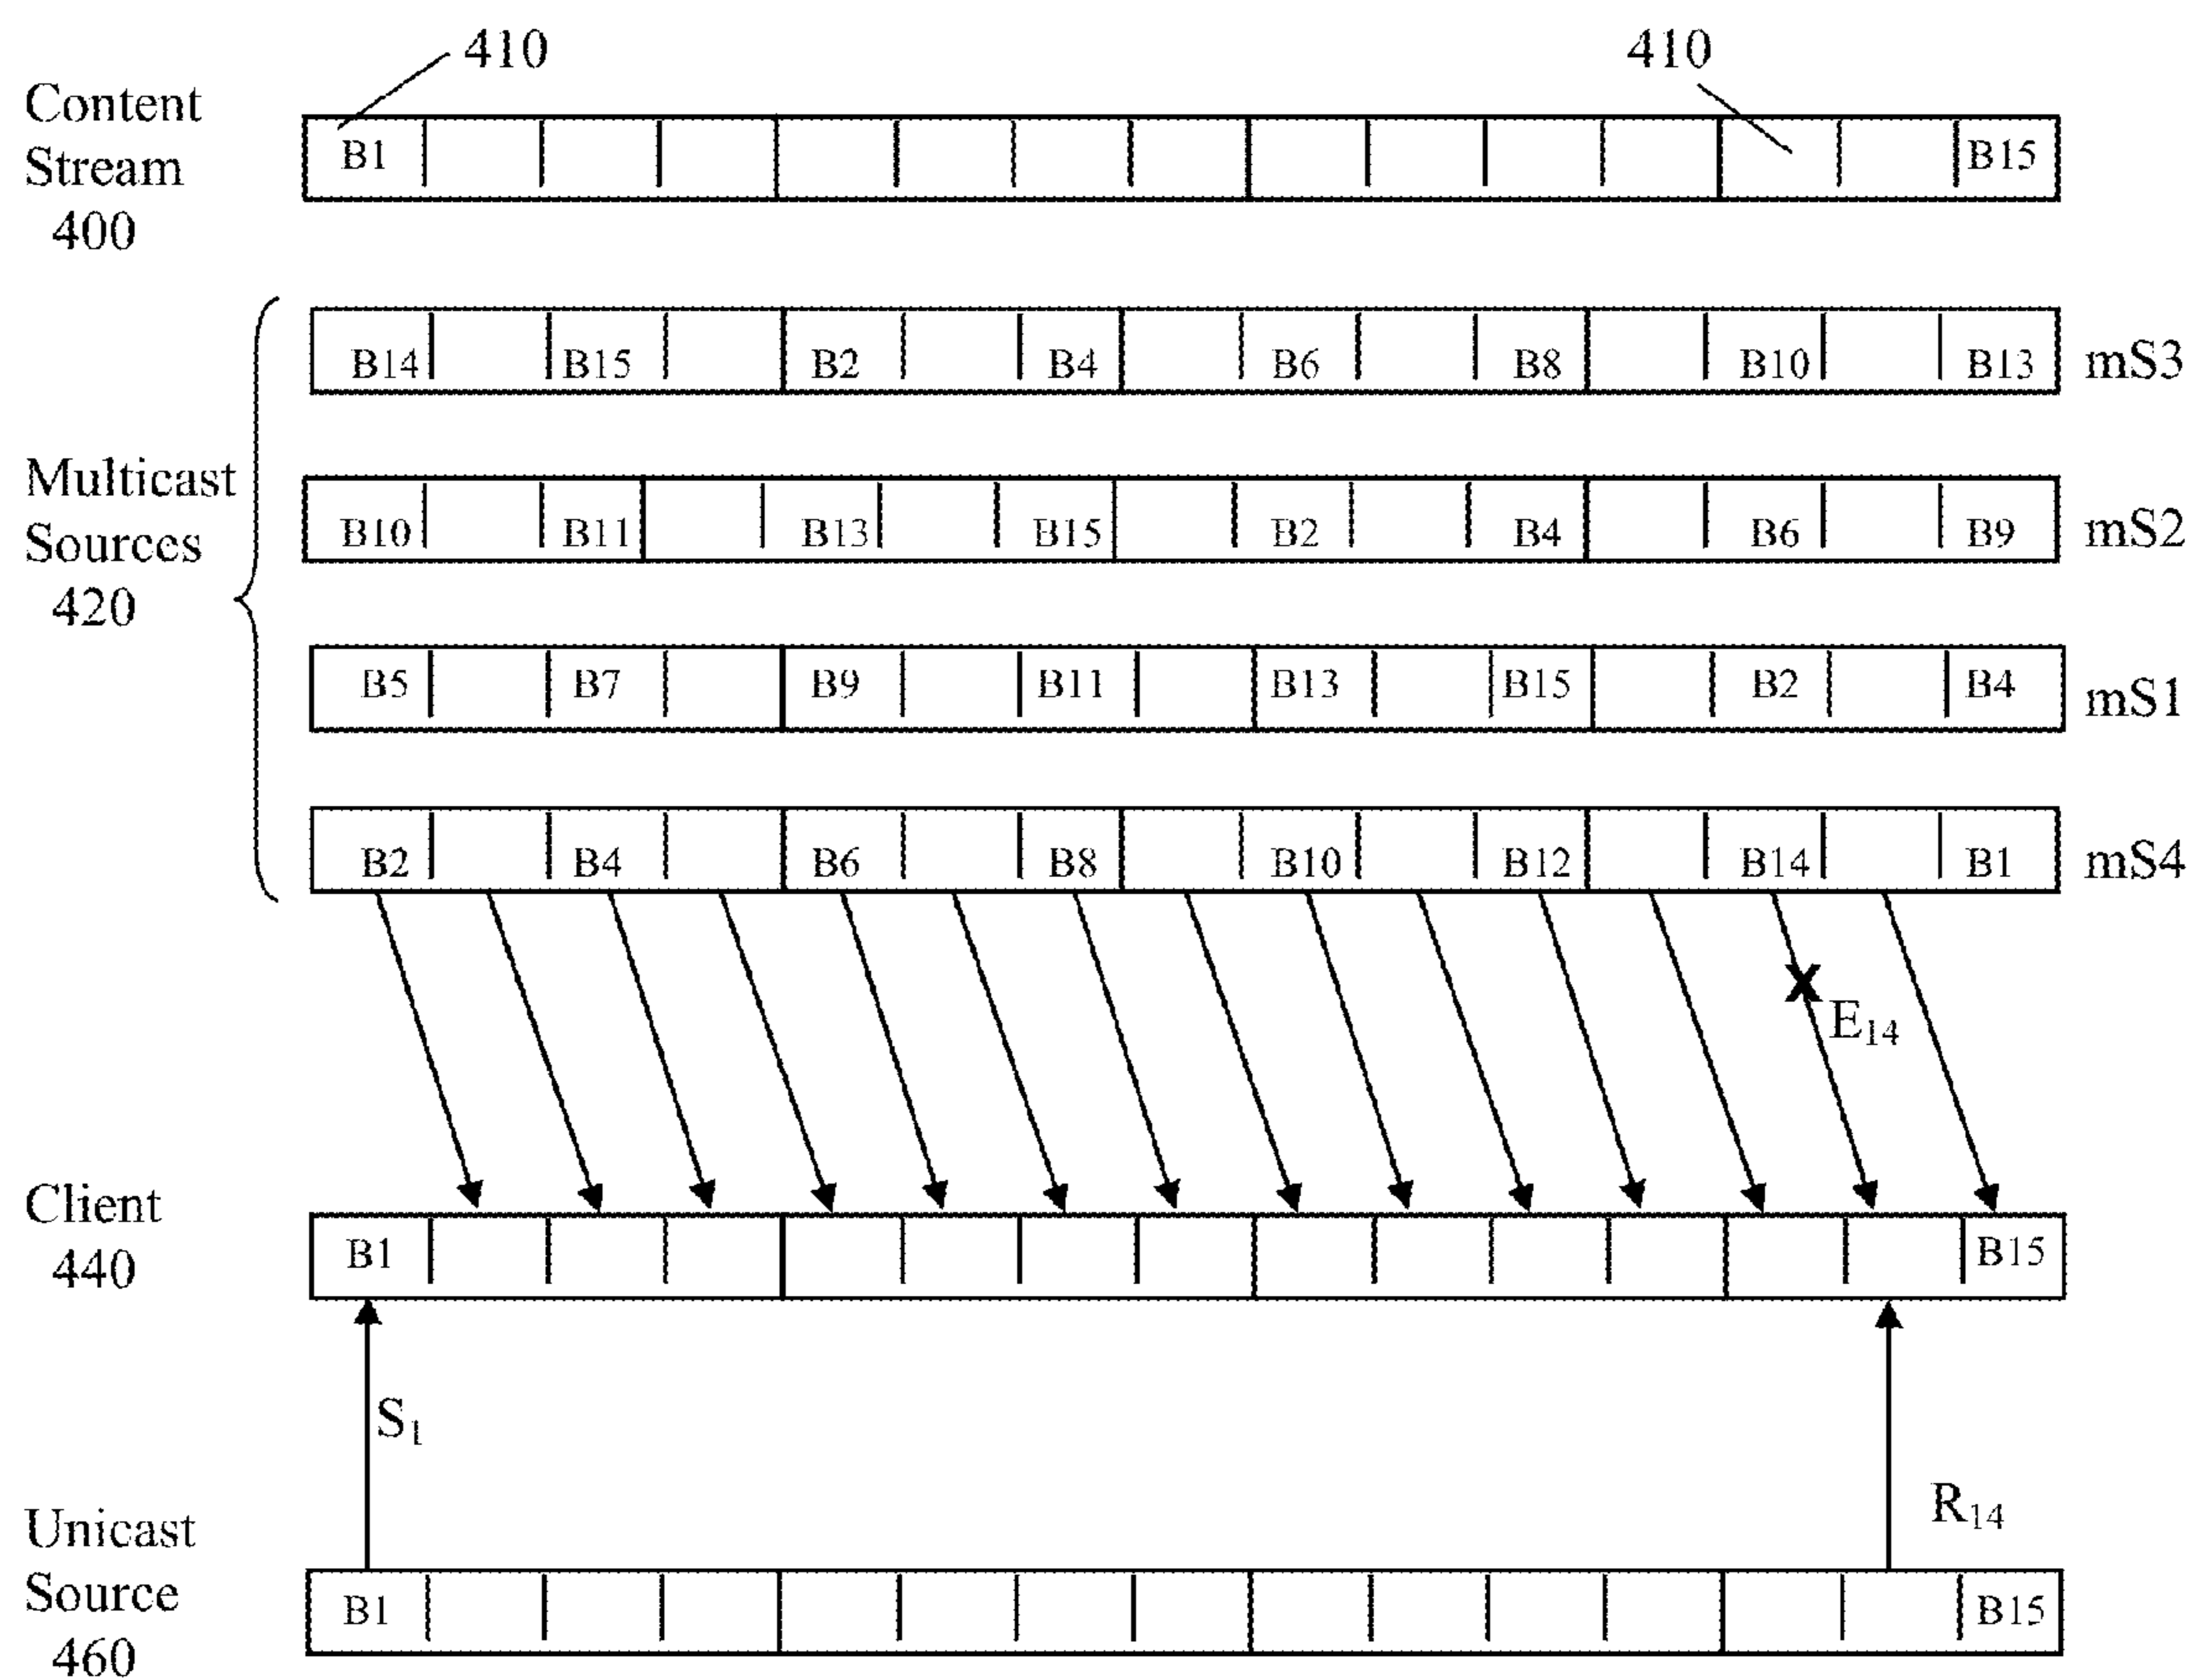 410 410
Content
Stream
400
B1 B15
B14 B15 B2 B4 B6 B8 B10 B13 mS3
Multicast
Sources
420
B10 B11 B13 B15 B2 B4 B6 B9 mS2
B5 B7 B9 B11 B13 B15 B2 B4 mS1
B2 B4 B6 B8 B10 B12 B14 B1 mS4
X
E14
Client
440
B1 B15
S1
R14
Unicast
Source
460
B1 B15